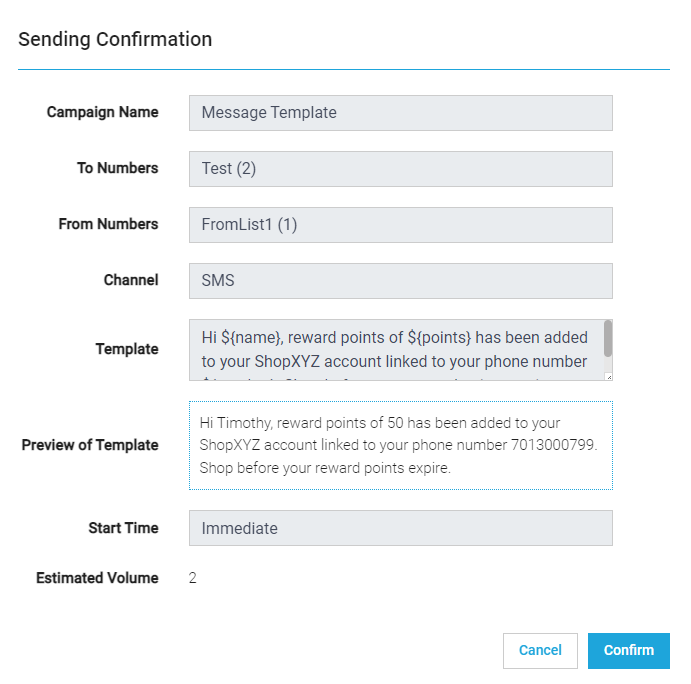 Sending Confirmation
Campaign Name
Message Template
To Numbers
Test (2)
From Numbers
FromList1 (1)
Channel
SMS
Template
Hi ${name}, reward points of ${points} has been added
to your ShopXYZ account linked to your phone number
Preview of Template
Hi Timothy, reward points of 50 has been added to your
ShopXYZ account linked to your phone number 7013000799.
Shop before your reward points expire.
Start Time
Immediate
Estimated Volume
2
Cancel
Confirm